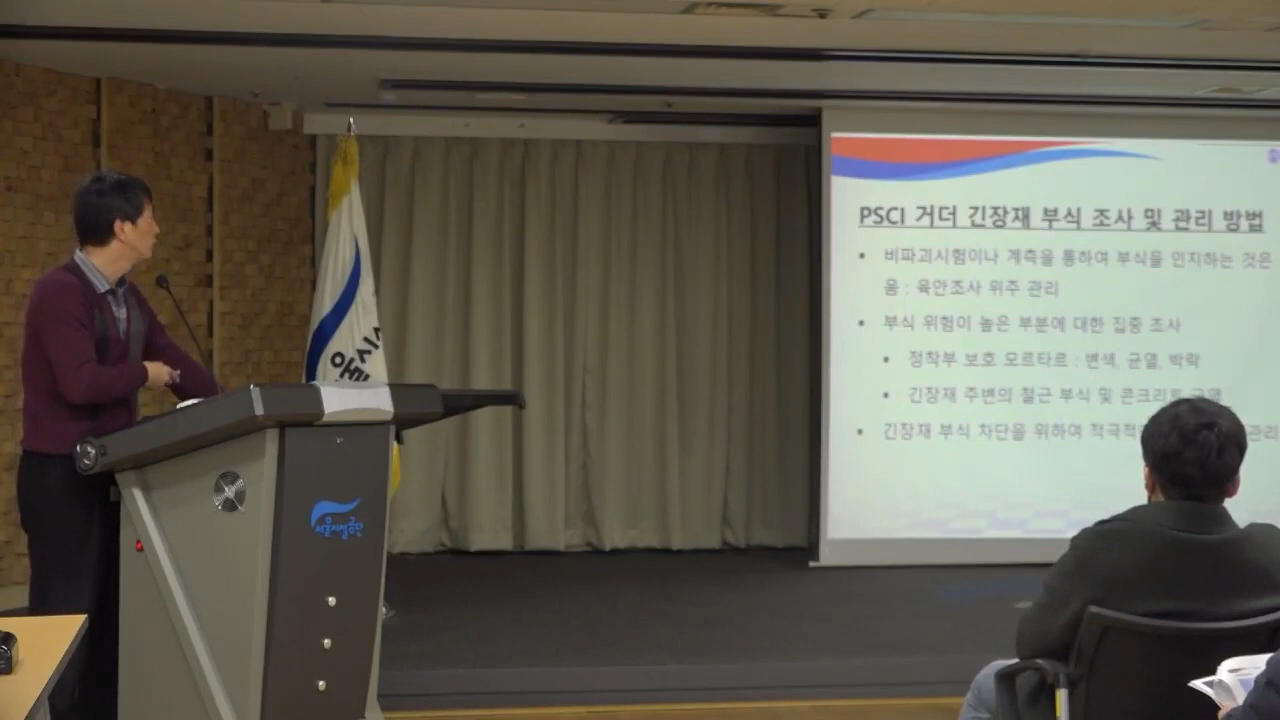 PSCI 거더 긴장재 부식 조사 및 관리 방법
• 비파괴시험이나 계측을 통하여 부식을 인지하는 것은
움 : 육안조사 위주 관리
• 부식 위험이 높은 부분에 대한 집중 조사
• 정착부 보호 모르타르 : 변색, 균열, 박락
• 긴장재 주변의 철근 부식 및 콘크리트 균열
• 긴장재 부식 차단을 위하여 관리
서울시설공단